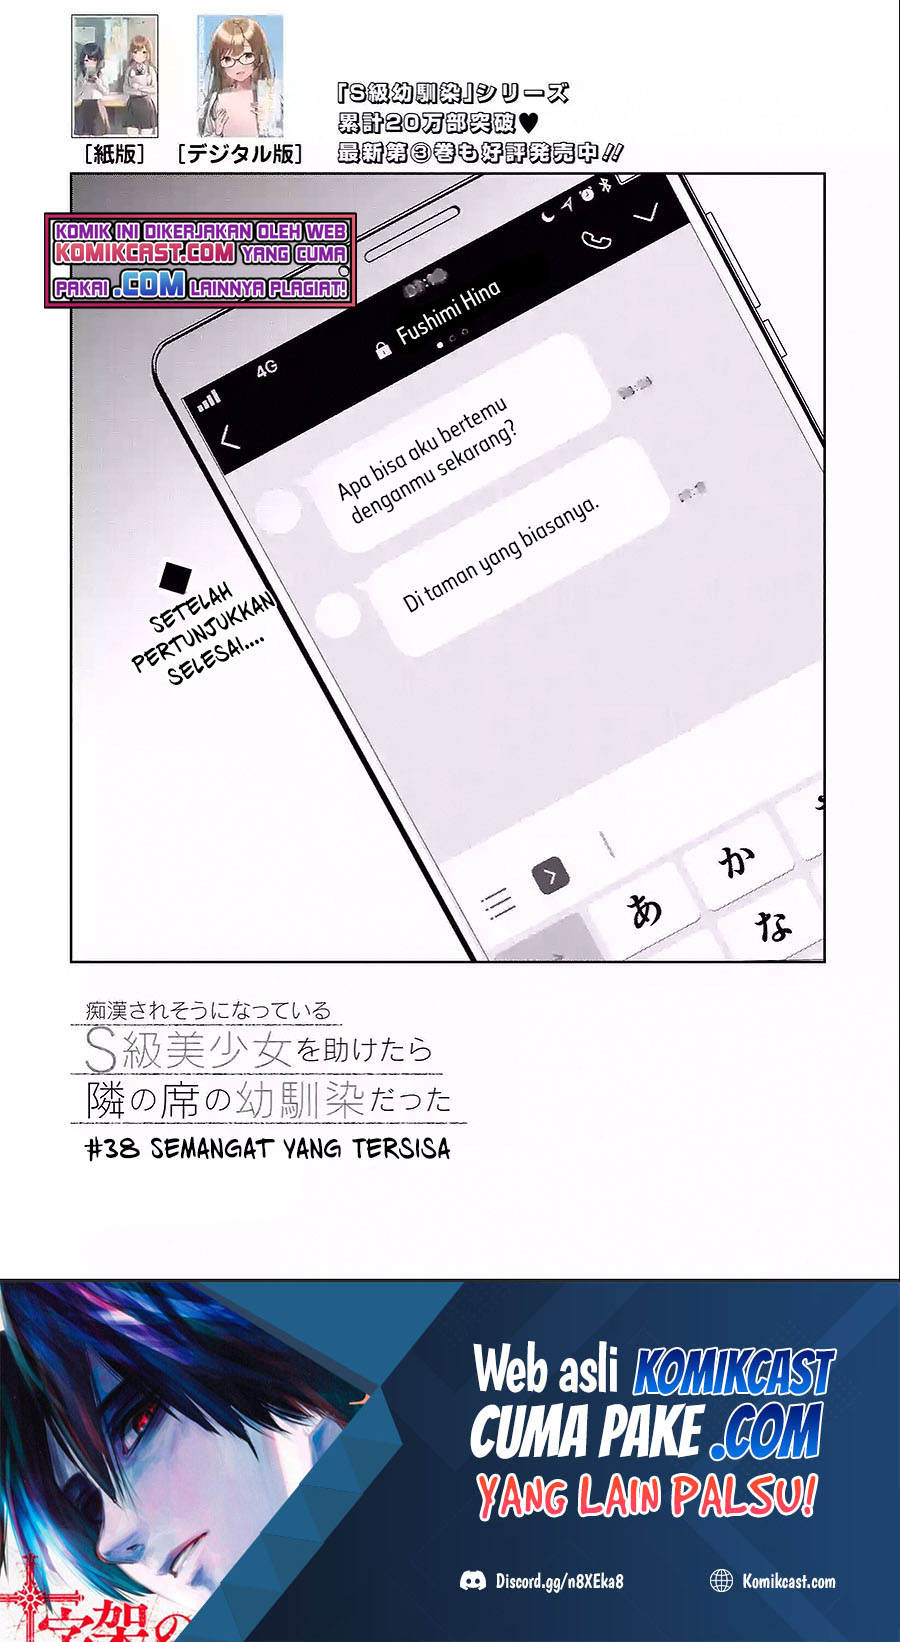 [紙版]
[デジタル版]
「S級幼馴染」シリーズ
累計20万部突破♥
最新第③巻も好評発売中!!
KOMIK INI DIKERJAKAN OLEH WEB
KOMIKCAST.COM YANG CUMA
PAKAI .COM LAINNYA PLAGIAT!
4G
Fushimi Hina
Apa bisa aku bertemu
denganmu sekarang?
Di taman yang biasanya.
SETELAH
PERTUNJUKKAN
SELESAI....
あ
か
な
痴漢されそうになっている
S級美少女を助けたら
隣の席の幼馴染だった
#38 SEMANGAT YANG TERSISA
Web asli KOMIKCAST
CUMA PAKE .COM
YANG LAIN PALSU!
Discord.gg/n8XEka8
Komikcast.com
十字架の